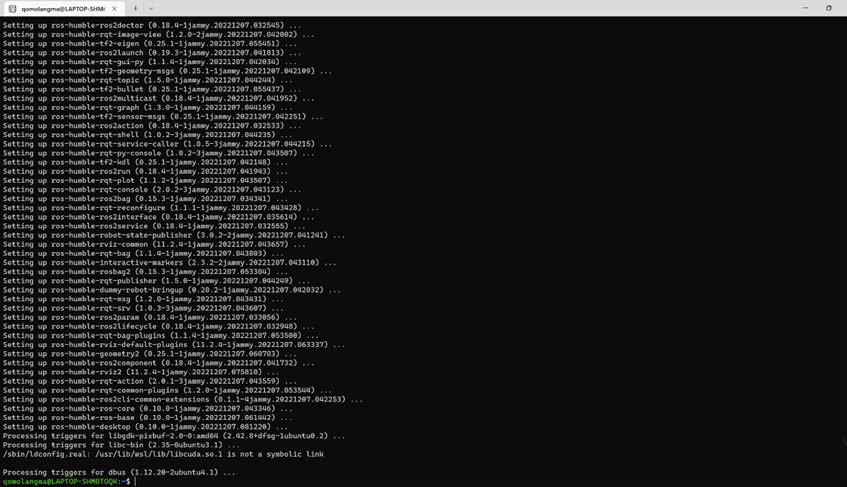 qomolangma@LAPTOP-SHM0
Setting up ros-humble-ros2doctor (0.18.4-1jammy.20221207.032545) ...
Setting up ros-humble-rqt-image-view (1.2.0-2jammy.20221207.042002) ...
Setting up ros-humble-tf2-eigen (0.25.1-1jammy.20221207.055451) ...
Setting up ros-humble-ros2launch (0.19.3-1jammy.20221207.041813) ...
Setting up ros-humble-rqt-gui-py (1.1.4-1jammy.20221207.042034) ...
Setting up ros-humble-tf2-geometry-msgs (0.25.1-1jammy.20221207.042109) ...
Setting up ros-humble-rqt-topic (1.5.0-1jammy.20221207.044244) ...
Setting up ros-humble-tf2-bullet (0.25.1-1jammy.20221207.055437) ...
Setting up ros-humble-ros2multicast (0.18.4-1jammy.20221207.041952) ...
Setting up ros-humble-rqt-graph (1.3.0-1jammy.20221207.044159) ...
Setting up ros-humble-tf2-sensor-msgs (0.25.1-1jammy.20221207.042251) ...
Setting up ros-humble-ros2action (0.18.4-1jammy.20221207.032533) ...
Setting up ros-humble-rqt-shell (1.0.2-3jammy.20221207.044235) ...
Setting up ros-humble-rqt-service-caller (1.0.5-3jammy.20221207.044215) ...
Setting up ros-humble-rqt-py-console (1.0.2-3jammy.20221207.043507) ...
Setting up ros-humble-tf2-kdl (0.25.1-1jammy.20221207.042148) ...
Setting up ros-humble-ros2run (0.18.4-1jammy.20221207.041943) ...
Setting up ros-humble-rqt-plot (1.1.2-1jammy.20221207.043507) ...
Setting up ros-humble-rqt-console (2.0.2-3jammy.20221207.043123) ...
Setting up ros-humble-ros2bag (0.15.3-1jammy.20221207.034341) ...
Setting up ros-humble-rqt-reconfigure (1.1.1-1jammy.20221207.043428) ...
Setting up ros-humble-ros2interface (0.18.4-1jammy.20221207.035614) ...
Setting up ros-humble-ros2service (0.18.4-1jammy.20221207.032555) ...
Setting up ros-humble-robot-state-publisher (3.0.2-2jammy.20221207.041241) ...
Setting up ros-humble-rviz-common (11.2.4-1jammy.20221207.043657) ...
Setting up ros-humble-rqt-bag (1.1.4-1jammy.20221207.043803) ...
Setting up ros-humble-interactive-markers (2.3.2-2jammy.20221207.043110) ...
Setting up ros-humble-rosbag2 (0.15.3-1jammy.20221207.053304) ...
Setting up ros-humble-rqt-publisher (1.5.0-1jammy.20221207.044249) ...
Setting up ros-humble-dummy-robot-bringup (0.20.2-1jammy.20221207.042032) ...
Setting up ros-humble-rqt-msg (1.2.0-1jammy.20221207.043431) ...
Setting up ros-humble-rqt-srv (1.0.3-3jammy.20221207.043607) ...
Setting up ros-humble-ros2param (0.18.4-1jammy.20221207.033056) ...
Setting up ros-humble-ros2lifecycle (0.18.4-1jammy.20221207.032948) ...
Setting up ros-humble-rqt-bag-plugins (1.1.4-1jammy.20221207.053500) ...
Setting up ros-humble-rviz-default-plugins (11.2.4-1jammy.20221207.063337) ...
Setting up ros-humble-geometry2 (0.25.1-1jammy.20221207.060703) ...
Setting up ros-humble-ros2component (0.18.4-1jammy.20221207.041732) ...
Setting up ros-humble-rviz2 (11.2.4-1jammy.20221207.075810) ...
Setting up ros-humble-rqt-action (2.0.1-3jammy.20221207.043559) ...
Setting up ros-humble-rqt-common-plugins (1.2.0-1jammy.20221207.053544) ...
Setting up ros-humble-ros2cli-common-extensions (0.1.1-4jammy.20221207.042253) ...
Setting up ros-humble-ros-core (0.10.0-1jammy.20221207.043346) ...
Setting up ros-humble-ros-base (0.10.0-1jammy.20221207.061442) ...
Setting up ros-humble-desktop (0.10.0-1jammy.20221207.081220) ...
Processing triggers for libgdk-pixbuf-2.0-0:amd64 (2.42.8+dfsg-1ubuntu0.2) ...
Processing triggers for libc-bin (2.35-0ubuntu3.1) ...
/sbin/ldconfig.real: /usr/lib/wsl/lib/libcuda.so.1 is not a symbolic link
Processing triggers for dbus (1.12.20-2ubuntu4.1) ...
qomolangma@LAPTOP-SHM0TOQK:~$